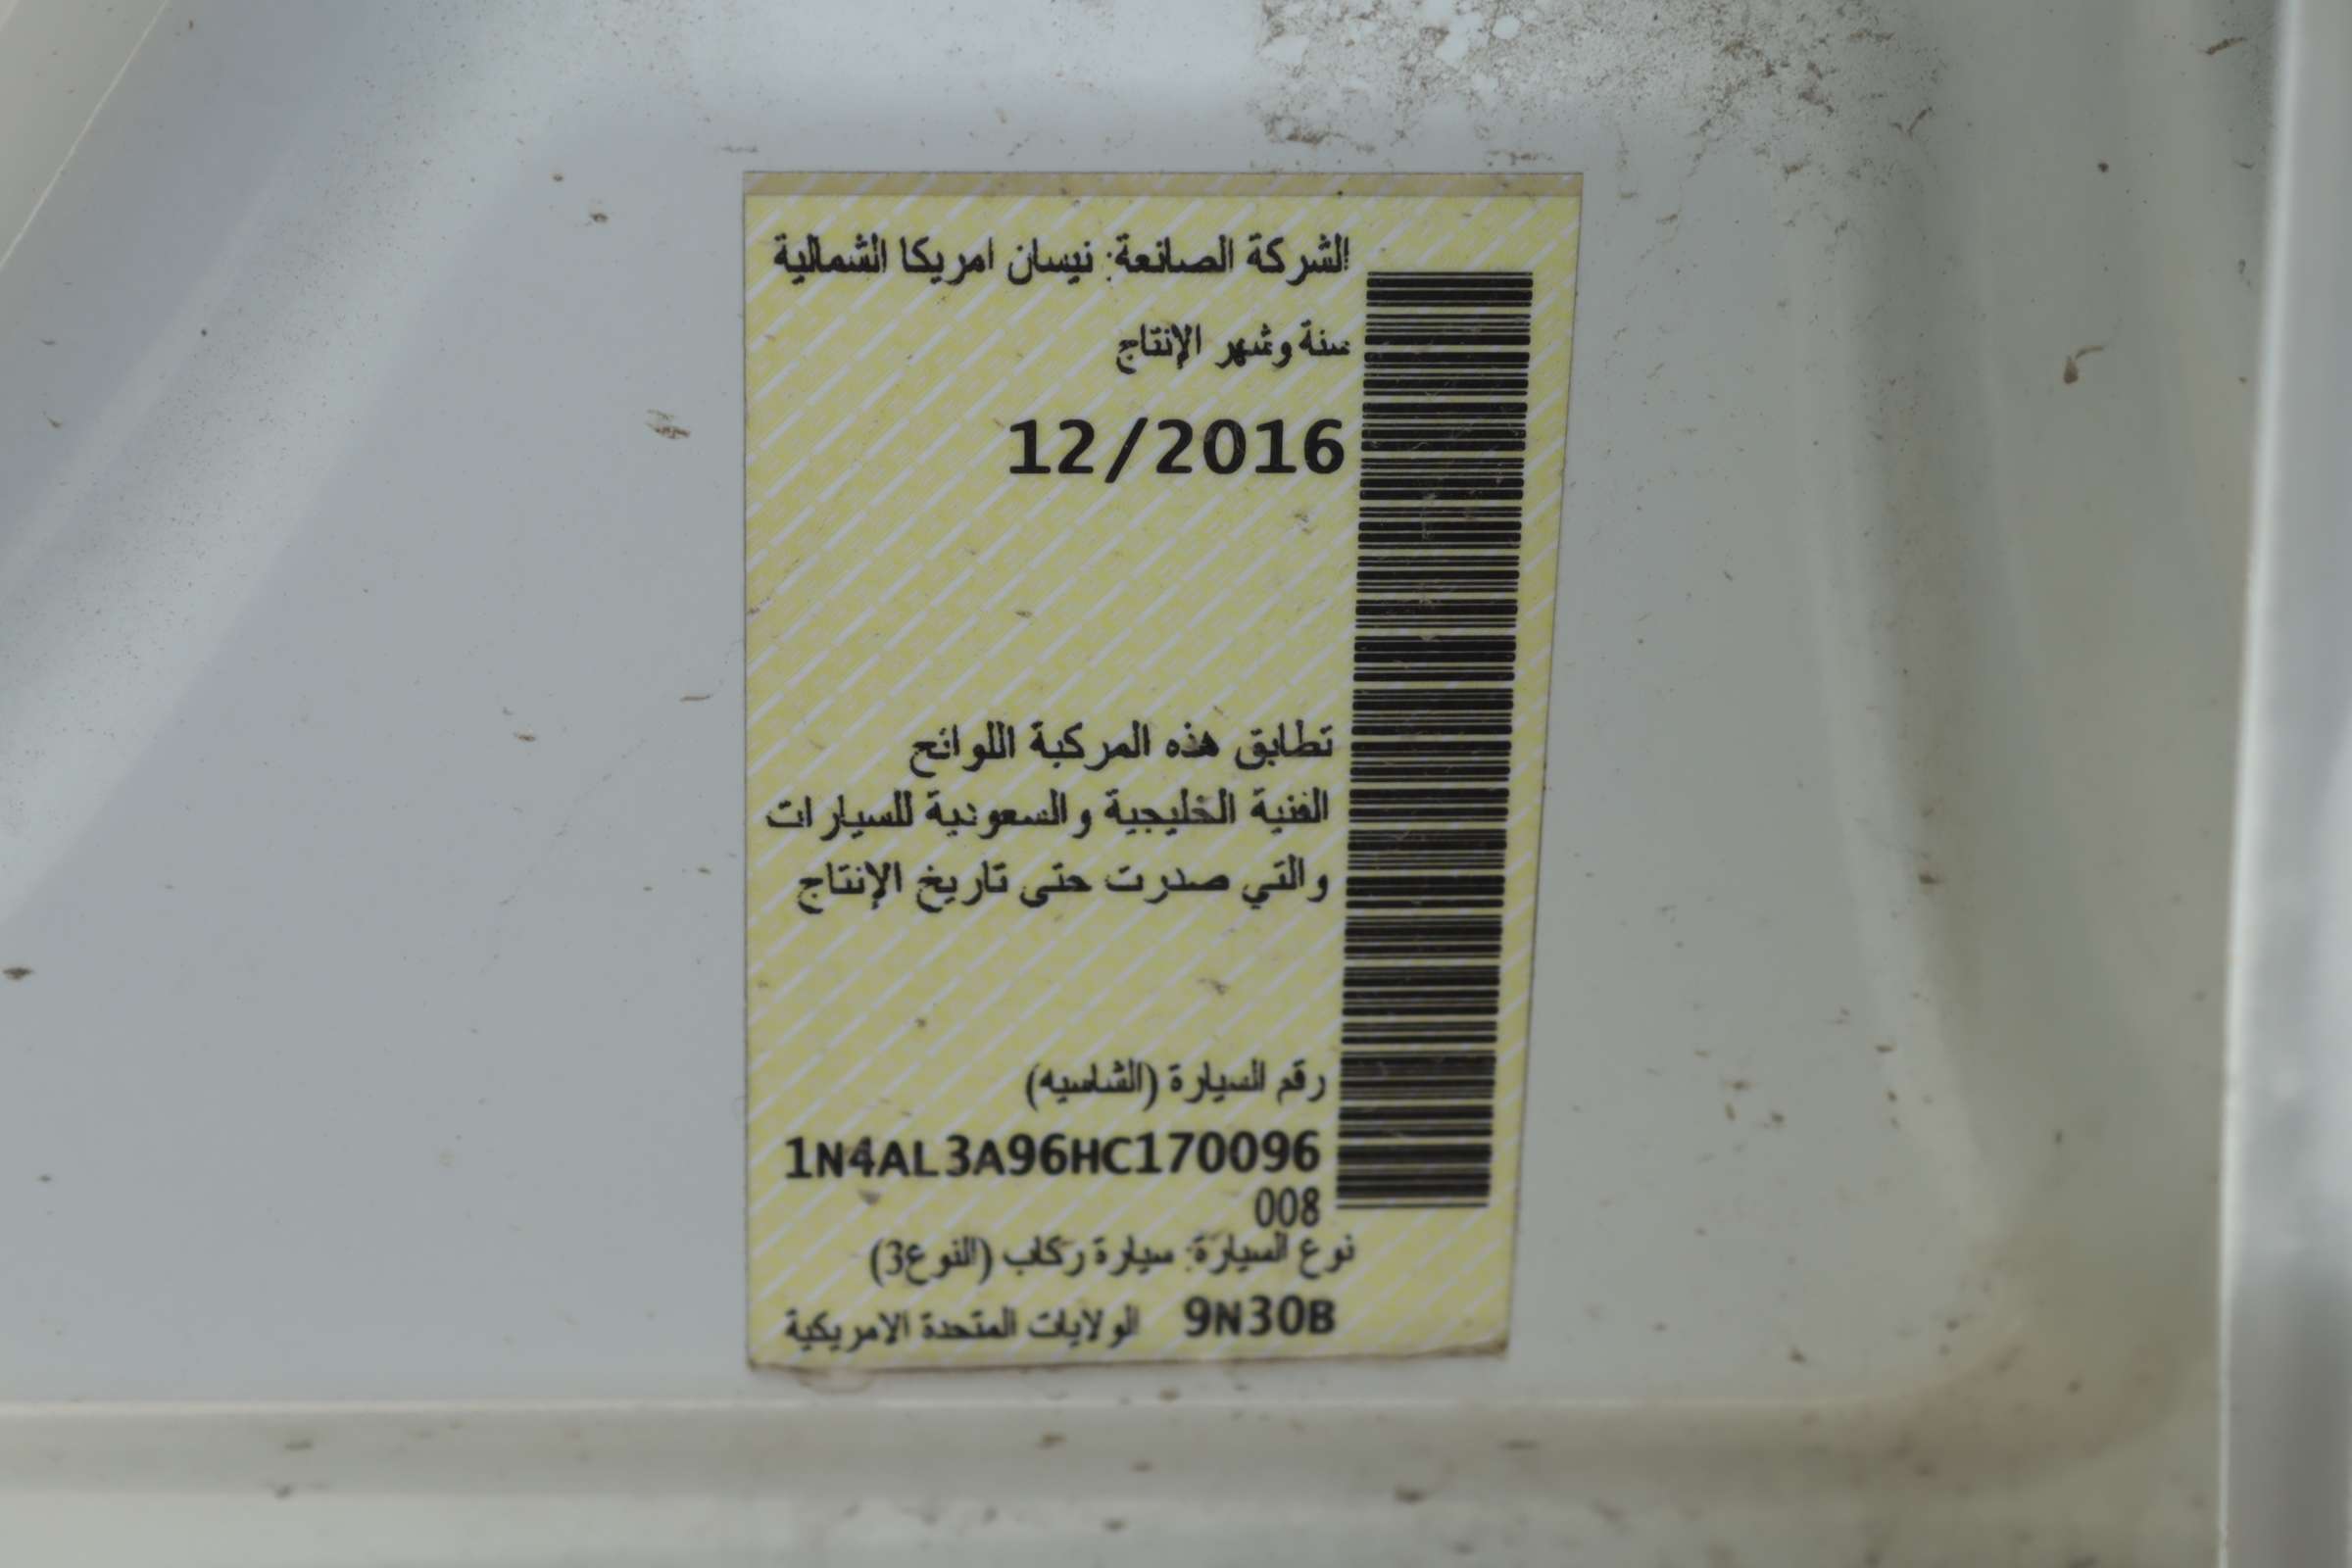 الشركة الصانعة: نيسان امريكا الشمالية
سنة وشهر الإنتاج
12/2016
تطابق هذه المركبة اللوائح
الفنية الخليجية والسعودية للسيارات
والتي صدرت حتى تاريخ الإنتاج
رقم السيارة (الشاسيه)
1N4AL3A96HC170096
008
نوع السيارة: سيارة ركاب (النوع3)
9N30B الولايات المتحدة الامريكية